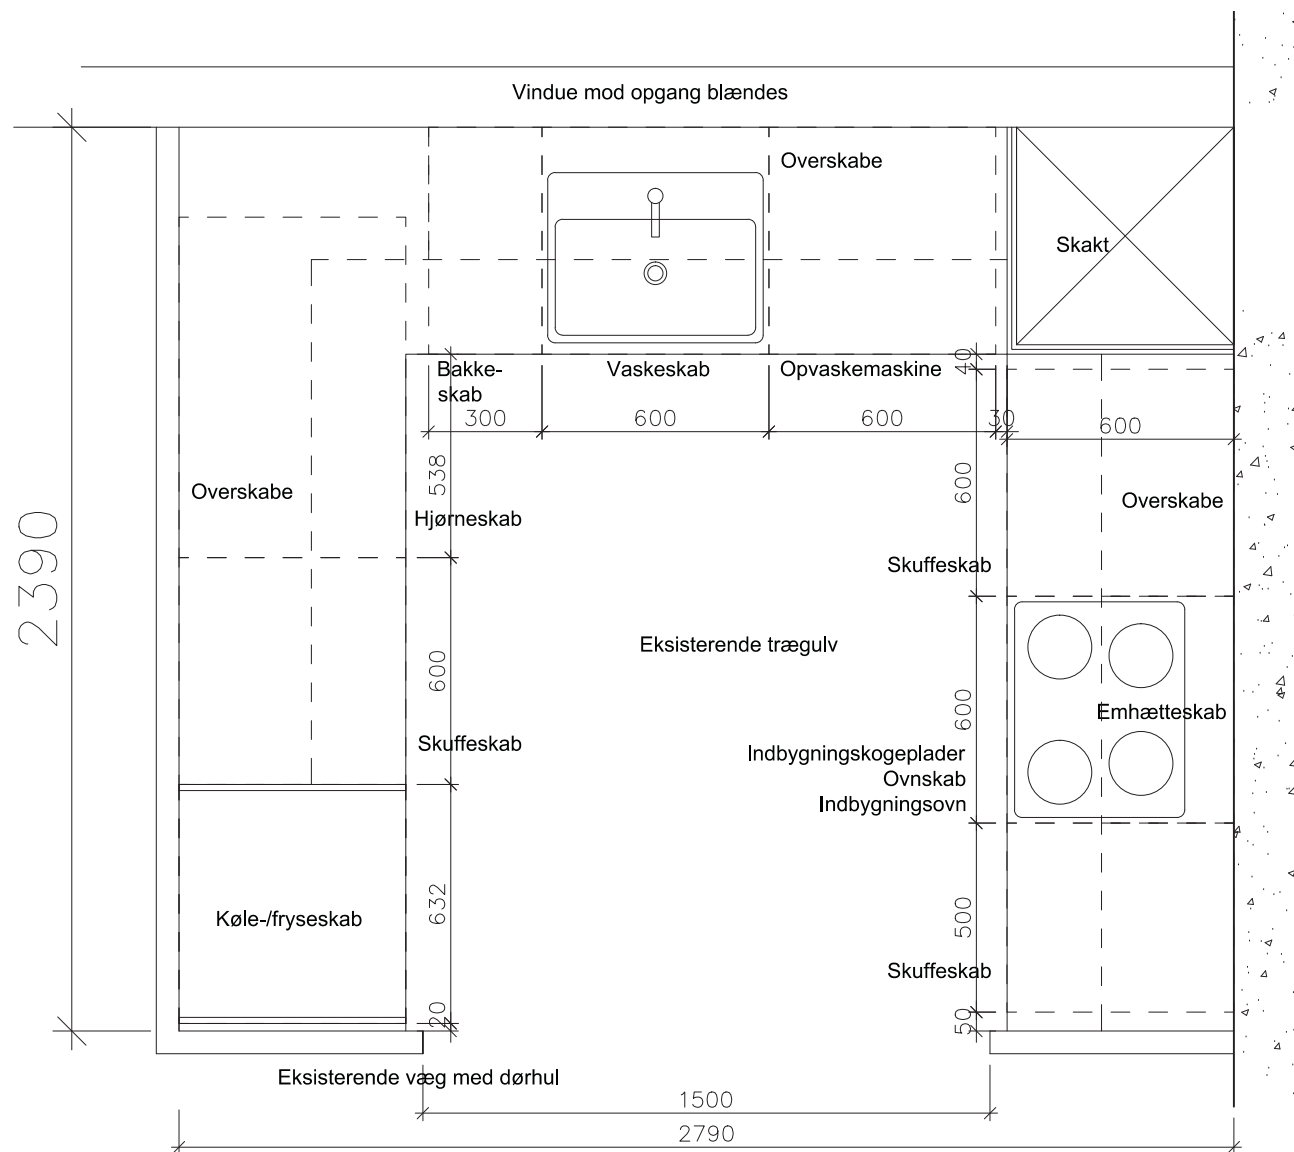 Vindue mod opgang blændes
Overskabe
Skakt
Bakke-
skab
Vaskeskab
Opvaskemaskine
40
300
600
600
30
600
538
600
Overskabe
Overskabe
Hjørneskab
2390
Skuffeskab
Eksisterende trægulv
600
600
Emhætteskab
Skuffeskab
Indbygningskogeplader
Ovnskab
Indbygningsovn
632
500
Køle-/fryseskab
Skuffeskab
20
50
Eksisterende væg med dørhul
1500
2790